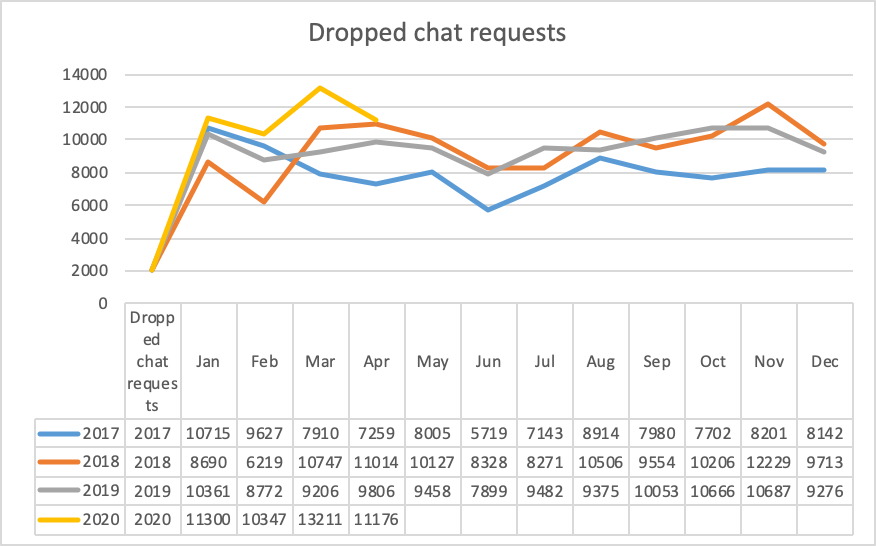 Dropped chat requests
14000
12000
10000
8000
6000
4000
2000
0
Dropp
ed
chat
reques
ts
Jan Feb Mar Apr May Jun Jul Aug Sep Oct Nov Dec
2017 2017 10715 9627 7910 7259 8005 5719 7143 8914 7980 7702 8201 8142
2018 2018 8690 6219 10747 11014 10127 8328 8271 10506 9554 10206 12229 9713
2019 2019 10361 8772 9206 9806 9458 7899 9482 9375 10053 10666 10687 9276
2020 2020 11300 10347 13211 11176